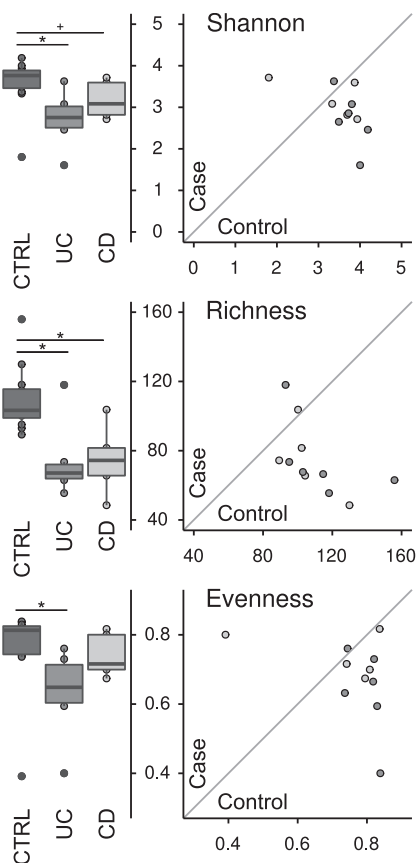 Shannon
+
*
5
4
3
2
1
0
Case
Control
CTRL
UC
CD
0 1 2 3 4 5
Richness
*
*
160
120
80
40
Case
Control
CTRL
UC
CD
40 80 120 160
Evenness
*
0.8
0.6
0.4
Case
Control
CTRL
UC
CD
0.4 0.6 0.8